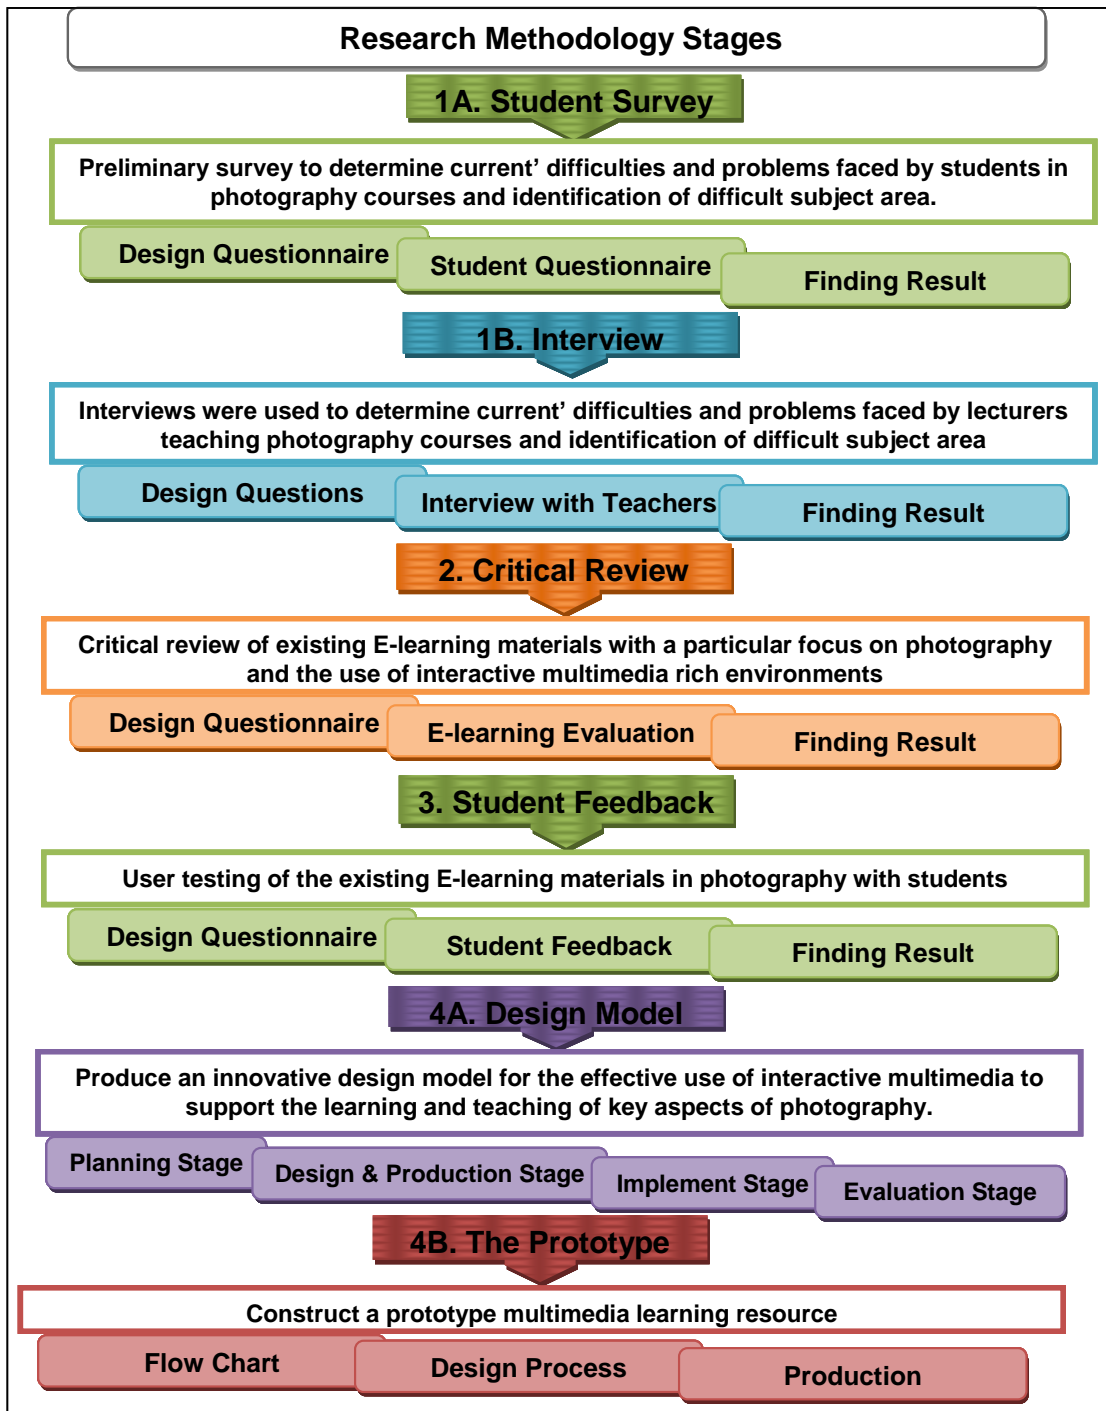 Research Methodology Stages
1A. Student Survey
Preliminary survey to determine current’ difficulties and problems faced by students in
photography courses and identification of difficult subject area.
Design Questionnaire
Student Questionnaire
Finding Result
1B. Interview
Interviews were used to determine current’ difficulties and problems faced by lecturers
teaching photography courses and identification of difficult subject area
Design Questions
Interview with Teachers
Finding Result
2. Critical Review
Critical review of existing E-learning materials with a particular focus on photography
and the use of interactive multimedia rich environments
Design Questionnaire
E-learning Evaluation
Finding Result
3. Student Feedback
User testing of the existing E-learning materials in photography with students
Design Questionnaire
Student Feedback
Finding Result
4A. Design Model
Produce an innovative design model for the effective use of interactive multimedia to
support the learning and teaching of key aspects of photography.
Planning Stage
Design & Production Stage
Implement Stage
Evaluation Stage
4B. The Prototype
Construct a prototype multimedia learning resource
Flow Chart
Design Process
Production